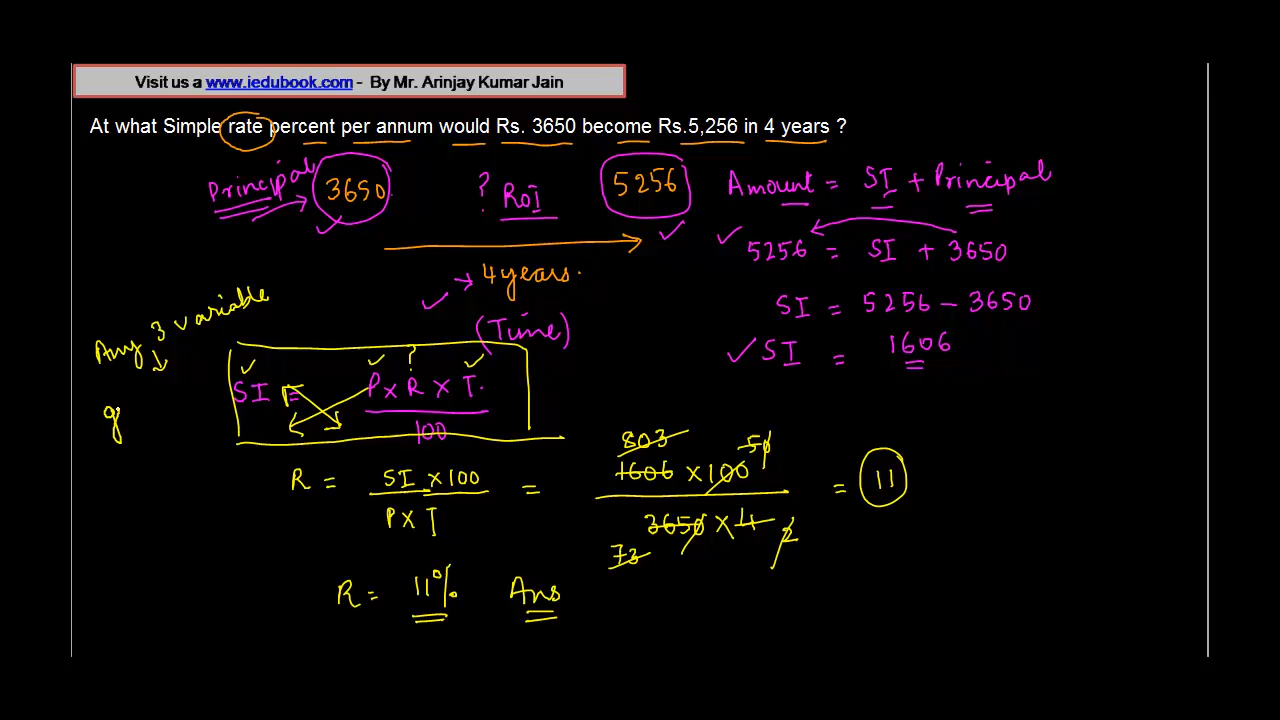 Visit us a www.iedubook.com - By Mr. Arinjay Kumar Jain
At what Simple rate percent per annum would Rs. 3650 become Rs.5,256 in 4 years ?
Principal 3650 ? RoI 5256
4 years.
(Time)
Amount = SI + Principal
5256 = SI + 3650
SI = 5256 - 3650
SI = 1606
Any 3 variable
g
?
SI = P x R x T.
100
R = SI x 100 = 1606 x 100 = 11
P x T 3650 x 4
803 50
73 2
R = 11% Ans